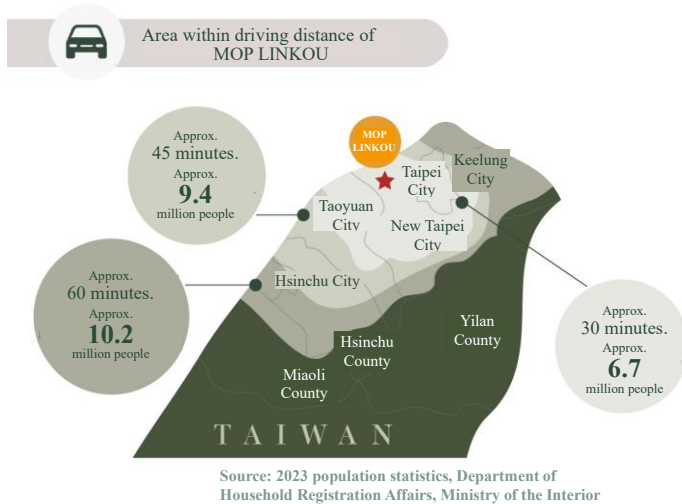 Area within driving distance of
MOP LINKOU
MOP
LINKOU
Approx.
45 minutes.
Approx.
9.4
million people
Taipei
City
Keelung
City
Taoyuan
City
New Taipei
City
Approx.
60 minutes.
Approx.
10.2
million people
Hsinchu City
Approx.
30 minutes.
Approx.
6.7
million people
Yilan
County
Hsinchu
County
Miaoli
County
TAIWAN
Source: 2023 population statistics, Department of
Household Registration Affairs, Ministry of the Interior